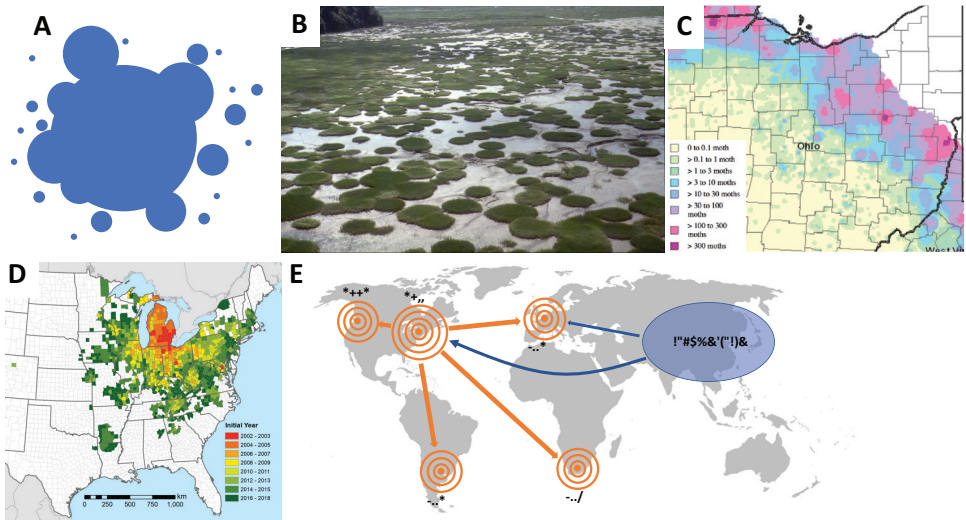 A
B
C
Ohio
West Vi
0 to 0.1 moth
> 0.1 to 1 moth
> 1 to 3 moths
> 3 to 10 moths
> 10 to 30 moths
> 30 to 100
moths
> 100 to 300
moths
> 300 moths
D
Initial Year
2002 - 2003
2004 - 2005
2006 - 2007
2008 - 2009
2010 - 2011
2012 - 2013
2014 - 2015
2016 - 2018
km
0 250 500 1,000
E
*++*
*+,,
-..*
!"#$%&'("!)&
-..*
-../